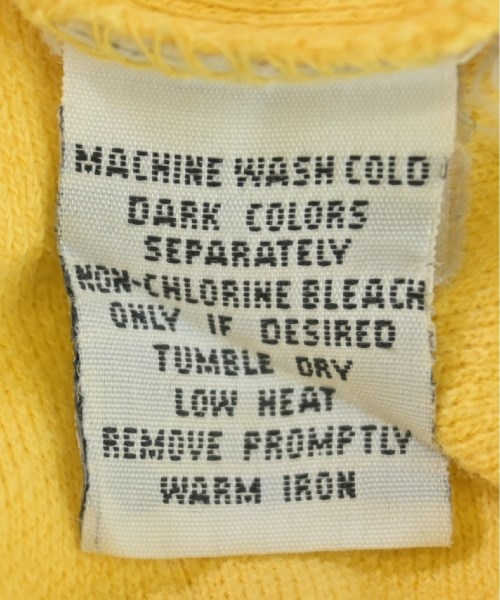 MACHINE WASH COLD
DARK COLORS
SEPARATELY
NON-CHLORINE BLEACH
ONLY IF DESIRED
TUMBLE DRY
LOW HEAT
REMOVE PROMPTLY
WARM IRON